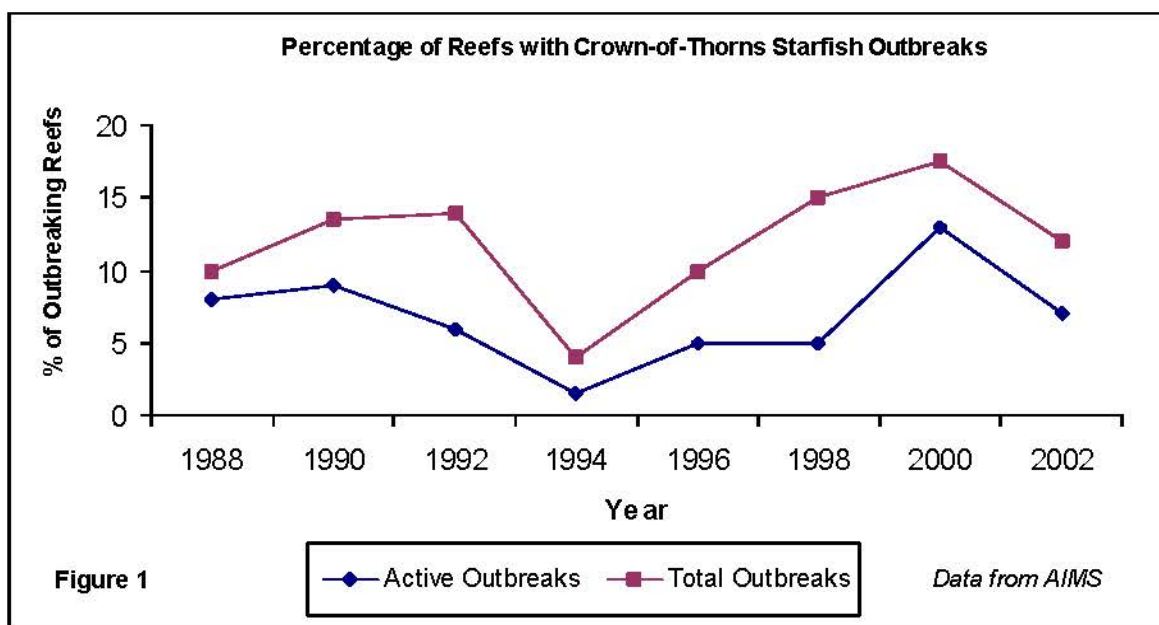 Percentage of Reefs with Crown-of-Thorns Starfish Outbreaks
% of Outbreaking Reefs
20
15
10
5
0
1988 1990 1992 1994 1996 1998 2000 2002
Year
Figure 1
Active Outbreaks Total Outbreaks
Data from AIMS